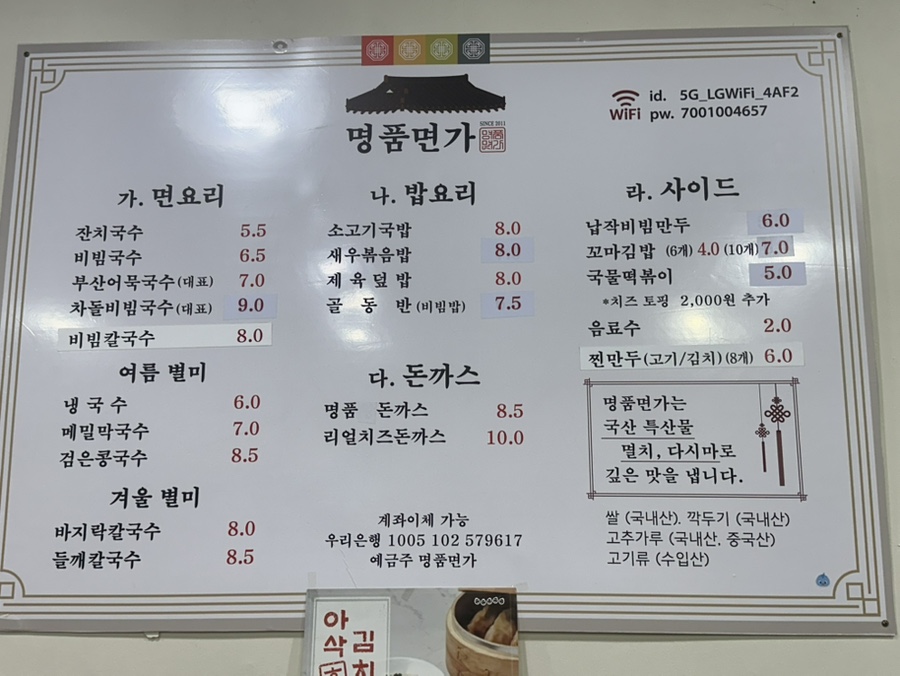 명품면가
SINCE 2011
WiFi id. 5G_LGWiFi_4AF2
pw. 7001004657
가. 면요리
잔치국수 5.5
비빔국수 6.5
부산어묵국수(대표) 7.0
차돌비빔국수(대표) 9.0
비빔칼국수 8.0
여름 별미
냉국수 6.0
메밀막국수 7.0
검은콩국수 8.5
겨울 별미
바지락칼국수 8.0
들깨칼국수 8.5
나. 밥요리
소고기국밥 8.0
새우볶음밥 8.0
제육덮밥 8.0
골동반(비빔밥) 7.5
다. 돈까스
명품 돈까스 8.5
리얼치즈돈까스 10.0
계좌이체 가능
우리은행 1005 102 579617
예금주 명품면가
라. 사이드
납작비빔만두 6.0
꼬마김밥 (6개) 4.0 (10개) 7.0
국물떡볶이 5.0
*치즈 토핑 2,000원 추가
음료수 2.0
찐만두(고기/김치)(8개) 6.0
명품면가는
국산 특산물
멸치, 다시마로
깊은 맛을 냅니다.
쌀 (국내산). 깍두기 (국내산)
고추가루 (국내산, 중국산)
고기류 (수입산)
아삭
김치